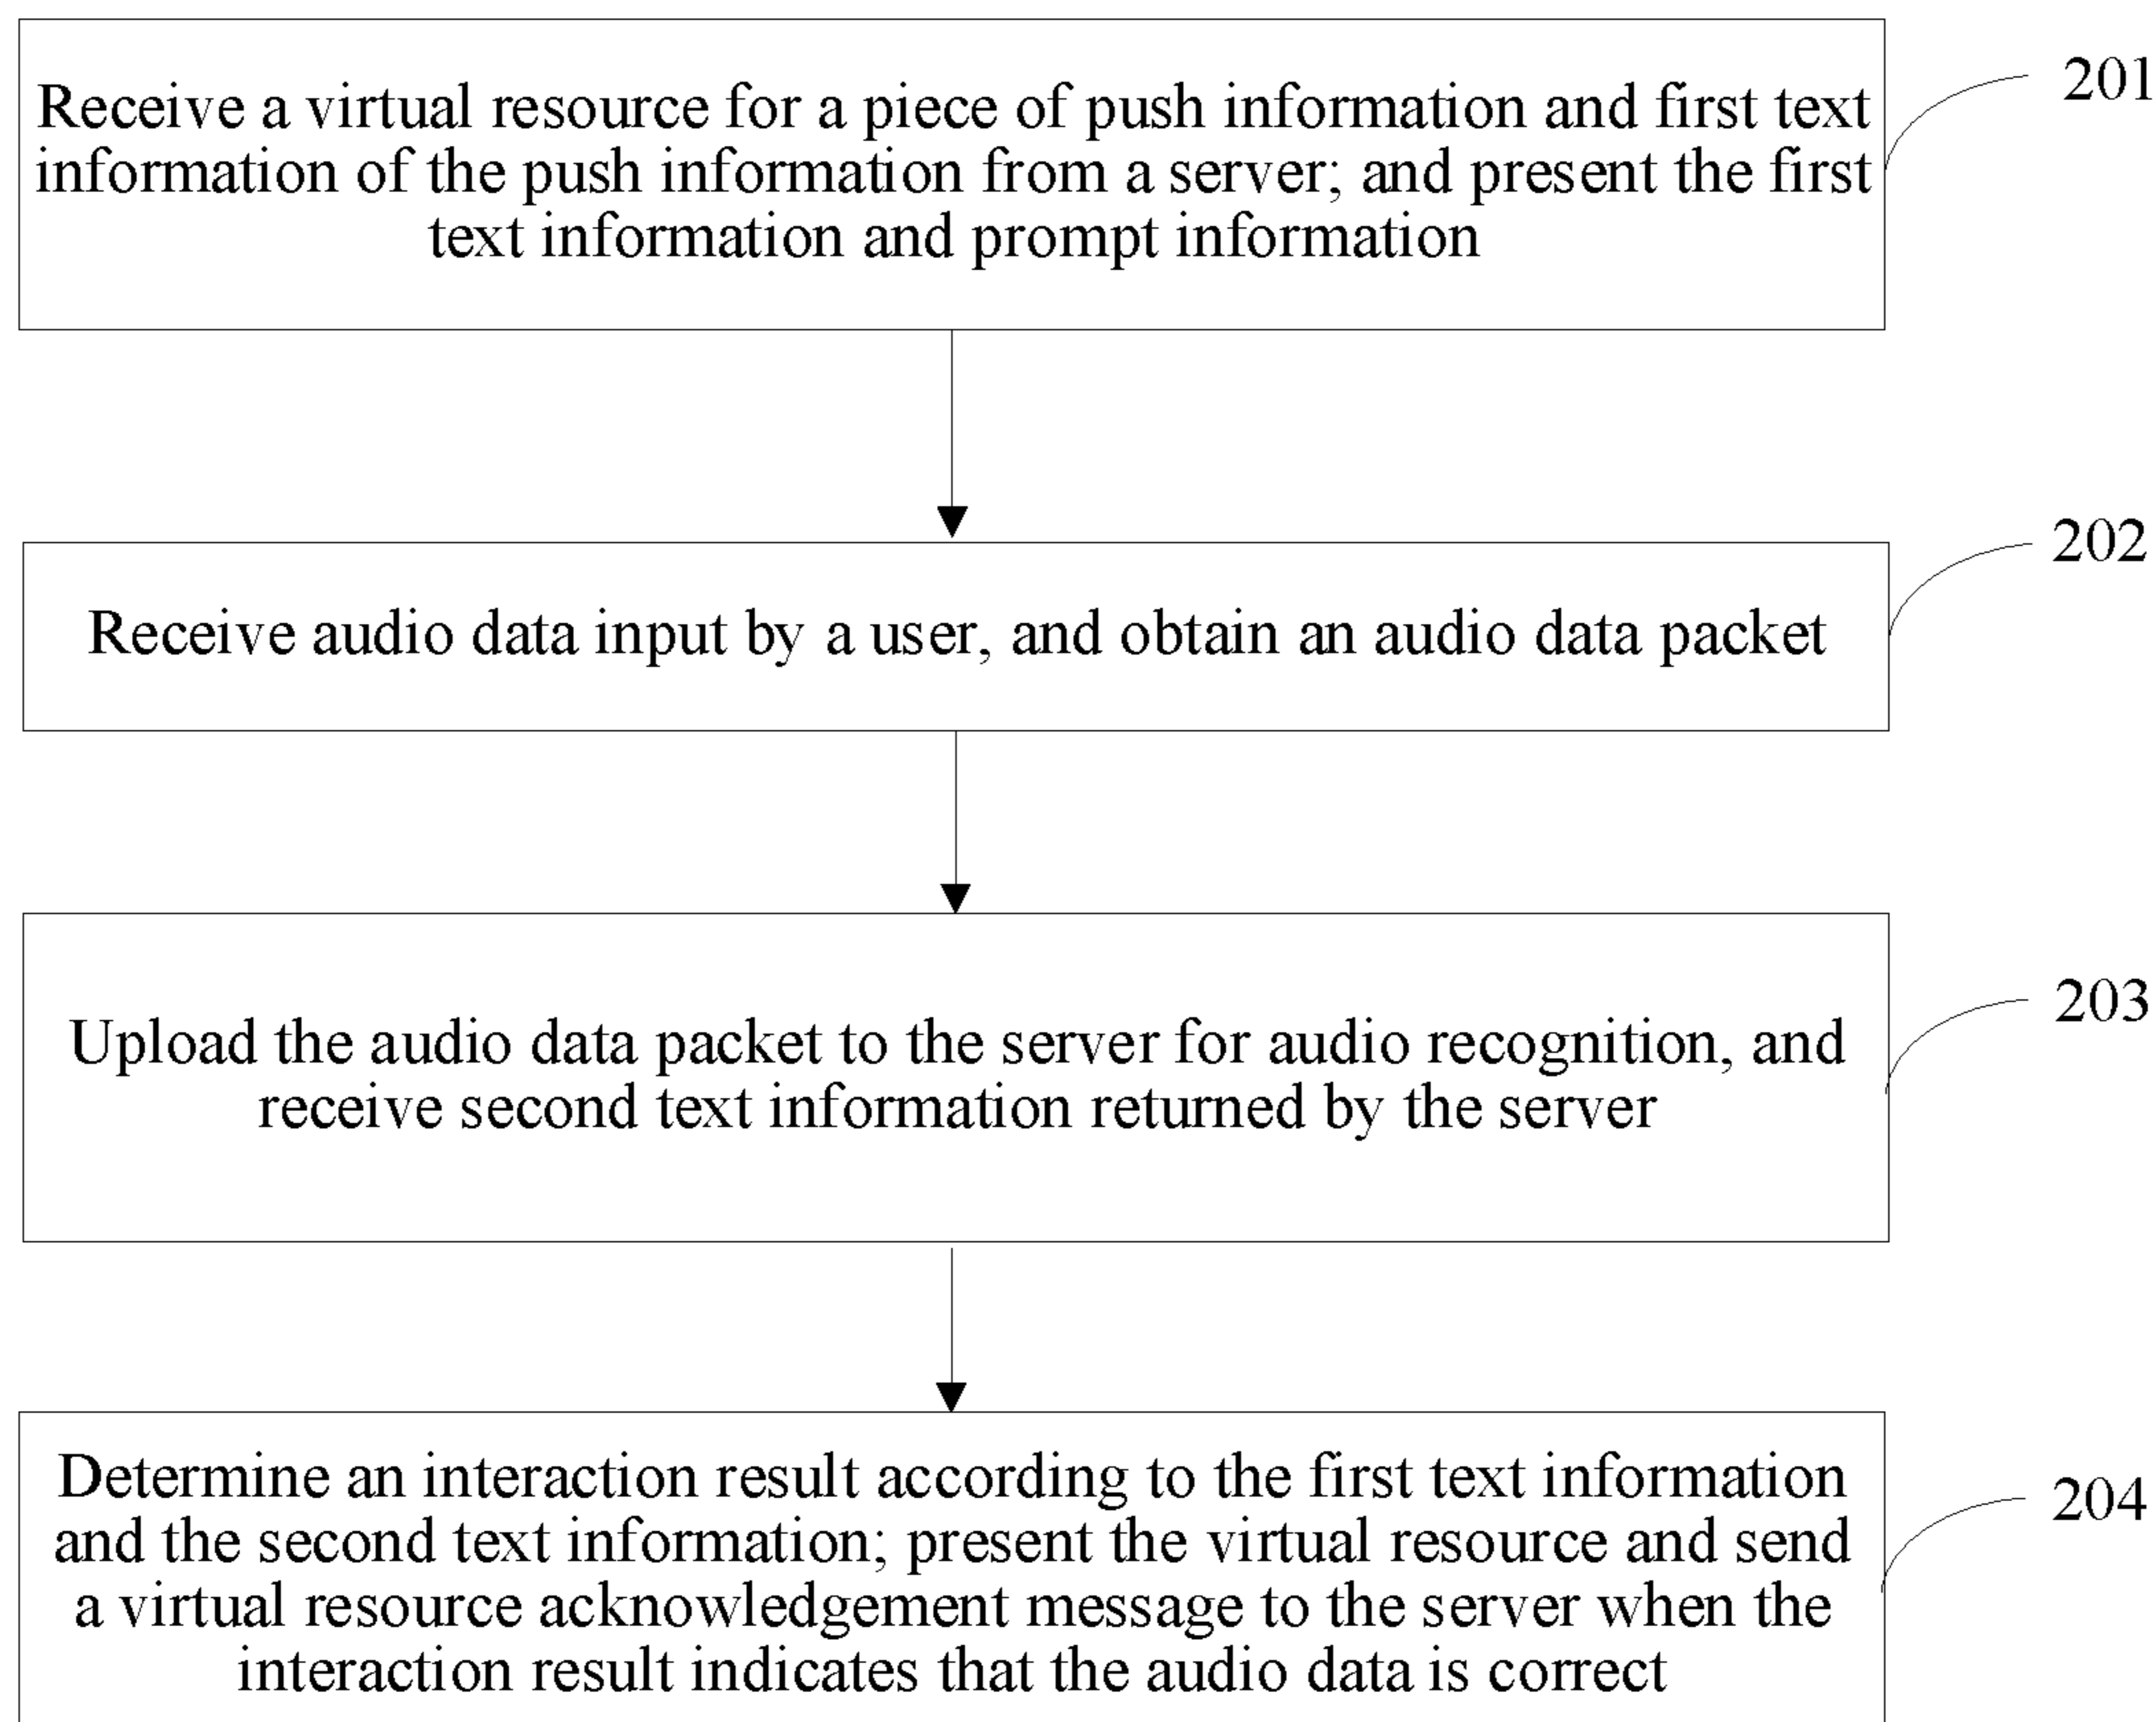 Receive a virtual resource for a piece of push information and first text
information of the push information from a server; and present the first
text information and prompt information
201
Receive audio data input by a user, and obtain an audio data packet
202
Upload the audio data packet to the server for audio recognition, and
receive second text information returned by the server
203
Determine an interaction result according to the first text information
and the second text information; present the virtual resource and send
a virtual resource acknowledgement message to the server when the
interaction result indicates that the audio data is correct
204